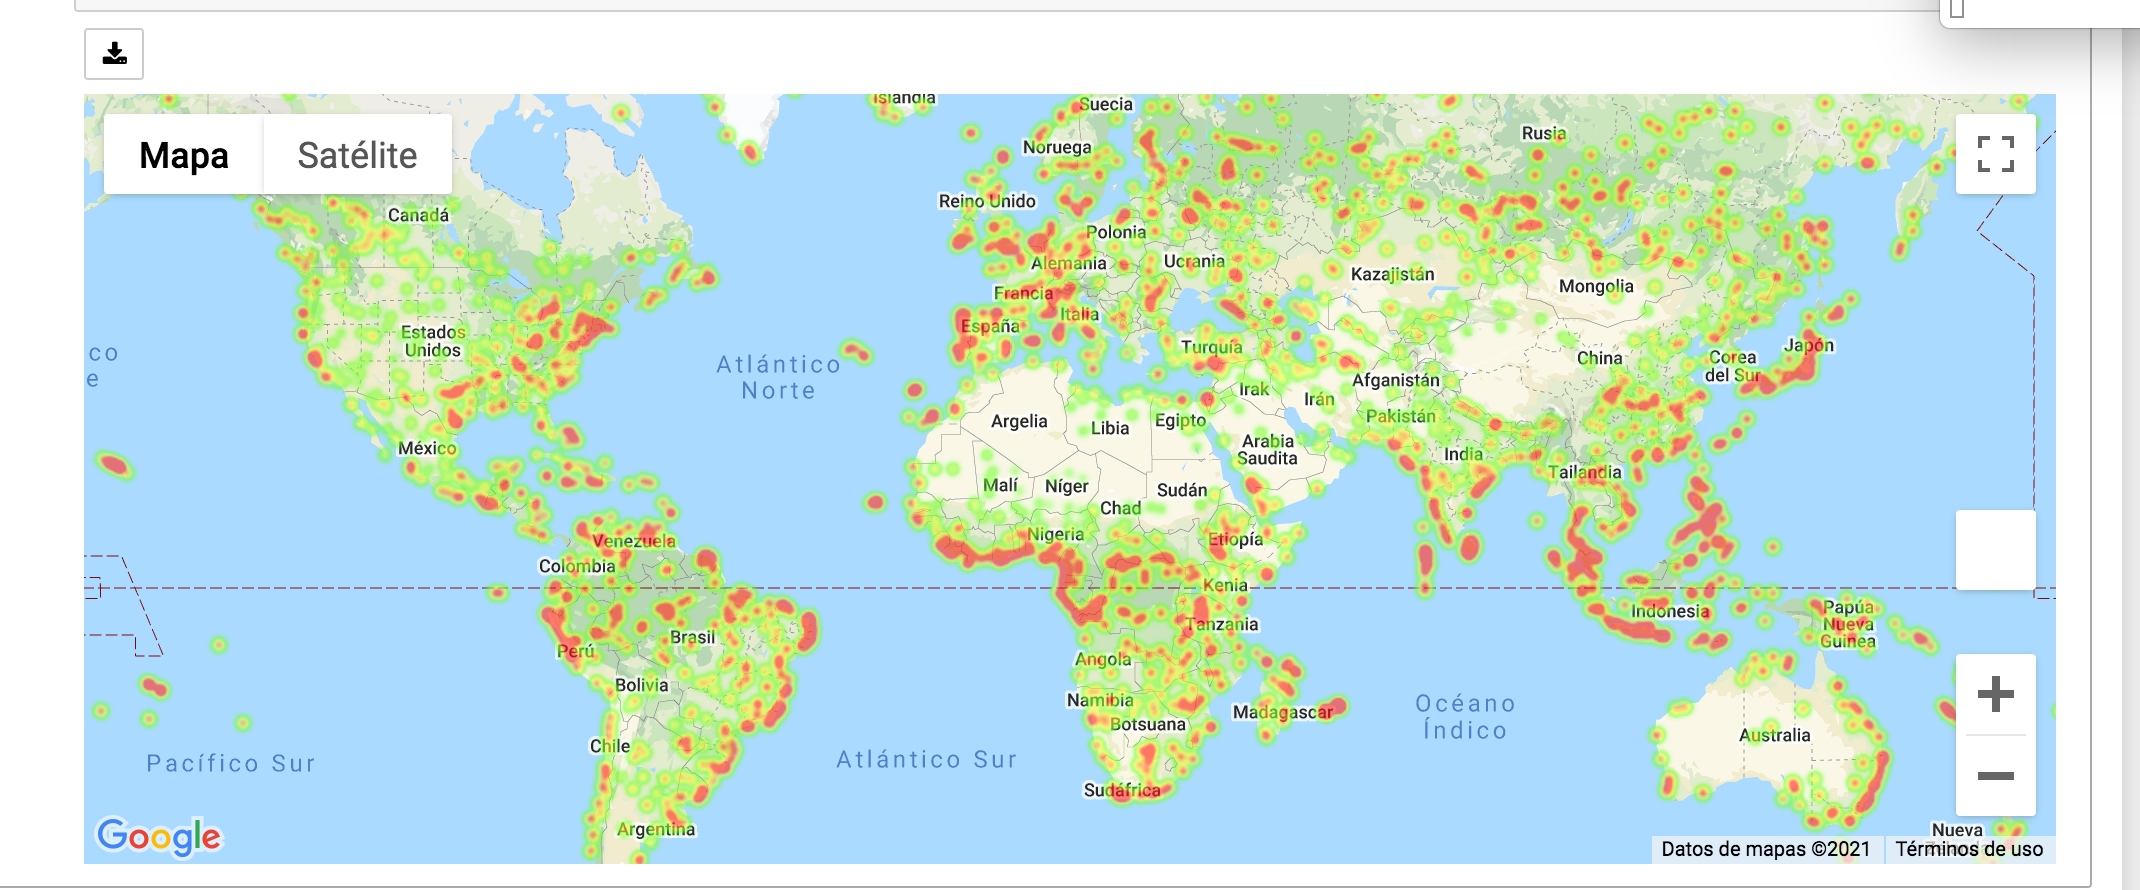 Mapa
Satélite
Islandia
Suecia
Noruega
Rusia
Reino Unido
Canadá
Polonia
Alemania
Ucrania
Kazajistán
Mongolia
Francia
Italia
España
Estados
Unidos
Turquía
China
Corea
del Sur
Japón
co
e
Atlántico
Norte
Irak
Irán
Afganistán
Pakistán
Argelia
Libia
Egipto
Arabia
Saudita
México
India
Tailandia
Malí
Níger
Sudán
Chad
Nigeria
Etiopía
Venezuela
Colombia
Kenia
Indonesia
Papúa
Nueva
Guinea
Tanzania
Brasil
Perú
Angola
Bolivia
Namibia
Botsuana
Madagascar
Océano
Índico
Chile
Australia
Pacífico Sur
Atlántico Sur
Sudáfrica
Argentina
Nueva
Google
Datos de mapas ©2021
Términos de uso